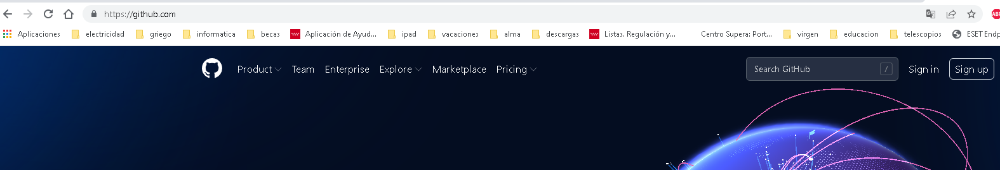 https://github.com
Aplicaciones electricidad griego informatica becas Aplicación de Ayud... ipad vacaciones alma descargas Listas. Regulación y... Centro Supera: Port... virgen educacion telescopios ESET Endp
Product Team Enterprise Explore Marketplace Pricing Search GitHub / Sign in Sign up